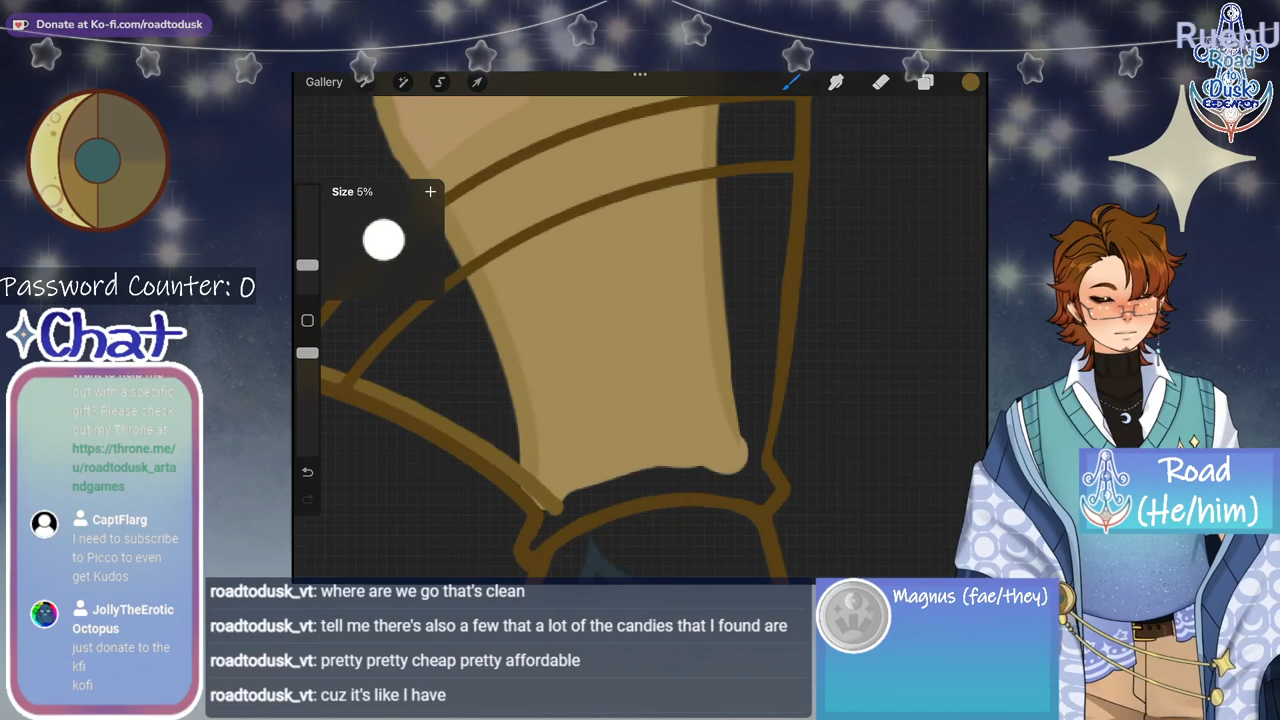 Donate at Ko-fi.com/roadtodusk
Gallery
Size 5%
Road
to
Dusk
Password Counter: 0
Chat
out with a specific
gift? Please check
out my Throne at
https://throne.me/
u/roadtodusk_arta
ndgames
CaptFlarg
I need to subscribe
to Picco to even
get Kudos
JollyTheErotic
Octopus
just donate to the
kfi
kofi
roadtodusk_vt: where are we go that's clean
roadtodusk_vt: tell me there's also a few that a lot of the candies that I found are
roadtodusk_vt: pretty pretty cheap pretty affordable
roadtodusk_vt: cuz it's like I have
Magnus (fae/they)
Road
(He/him)